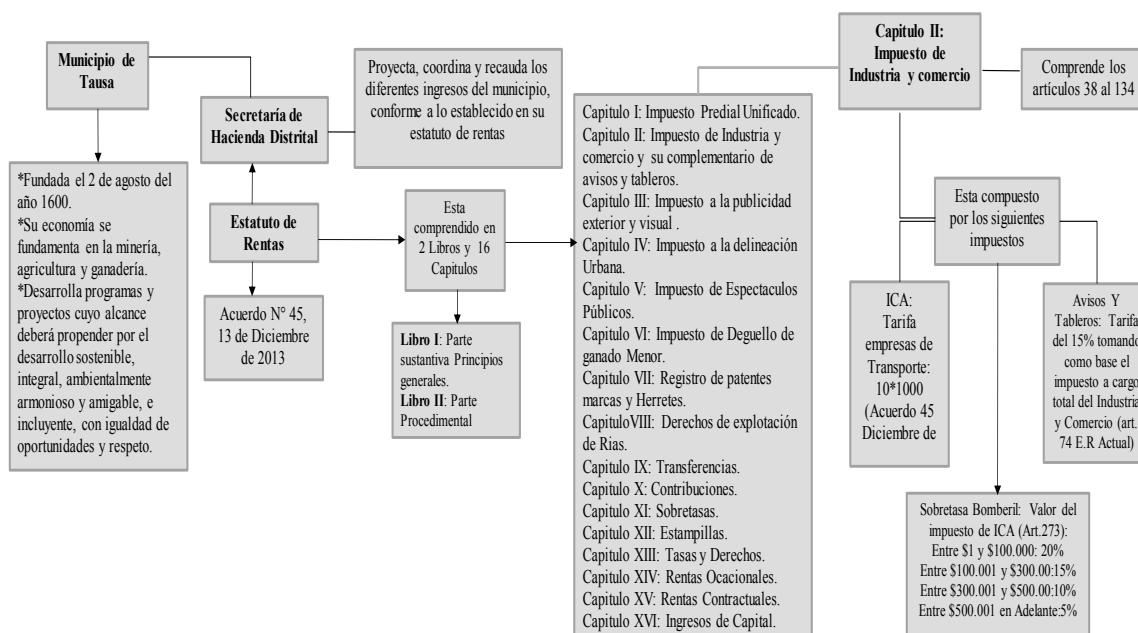 Municipio de
Tausa
*Fundada el 2 de agosto del
año 1600.
*Su economía se
fundamenta en la minería,
agricultura y ganadería.
*Desarrolla programas y
proyectos cuyo alcance
deberá propender por el
desarrollo sostenible,
integral, ambientalmente
armonioso y amigable, e
incluyente, con igualdad de
oportunidades y respeto.
Secretaría de
Hacienda Distrital
Proyecta, coordina y recauda los
diferentes ingresos del municipio,
conforme a lo establecido en su
estatuto de rentas
Estatuto de
Rentas
Acuerdo N° 45,
13 de Diciembre
de 2013
Esta
comprendido en
2 Libros y 16
Capitulos
Libro I: Parte
sustantiva Principios
generales.
Libro II: Parte
Procedimental
Capitulo I: Impuesto Predial Unificado.
Capitulo II: Impuesto de Industria y
comercio y su complementario de
avisos y tableros.
Capitulo III: Impuesto a la publicidad
exterior y visual .
Capitulo IV: Impuesto a la delineación
Urbana.
Capitulo V: Impuesto de Espectaculos
Públicos.
Capitulo VI: Impuesto de Deguello de
ganado Menor.
Capitulo VII: Registro de patentes
marcas y Herretes.
CapituloVIII: Derechos de explotación
de Rias.
Capitulo IX: Transferencias.
Capitulo X: Contribuciones.
Capitulo XI: Sobretasas.
Capitulo XII: Estampillas.
Capitulo XIII: Tasas y Derechos.
Capitulo XIV: Rentas Ocacionales.
Capitulo XV: Rentas Contractuales.
Capitulo XVI: Ingresos de Capital.
Capitulo II:
Impuesto de
Industria y comercio
Comprende los
artículos 38 al 134
Esta compuesto
por los siguientes
impuestos
ICA:
Tarifa
empresas de
Transporte:
10*1000
(Acuerdo 45
Diciembre de
Avisos Y
Tableros: Tarifa
del 15% tomando
como base el
impuesto a cargo
total del Industria
y Comercio (art.
74 E.R Actual)
Sobretasa Bomberil: Valor del
impuesto de ICA (Art.273):
Entre $1 y $100.000: 20%
Entre $100.001 y $300.00:15%
Entre $300.001 y $500.00:10%
Entre $500.001 en Adelante:5%